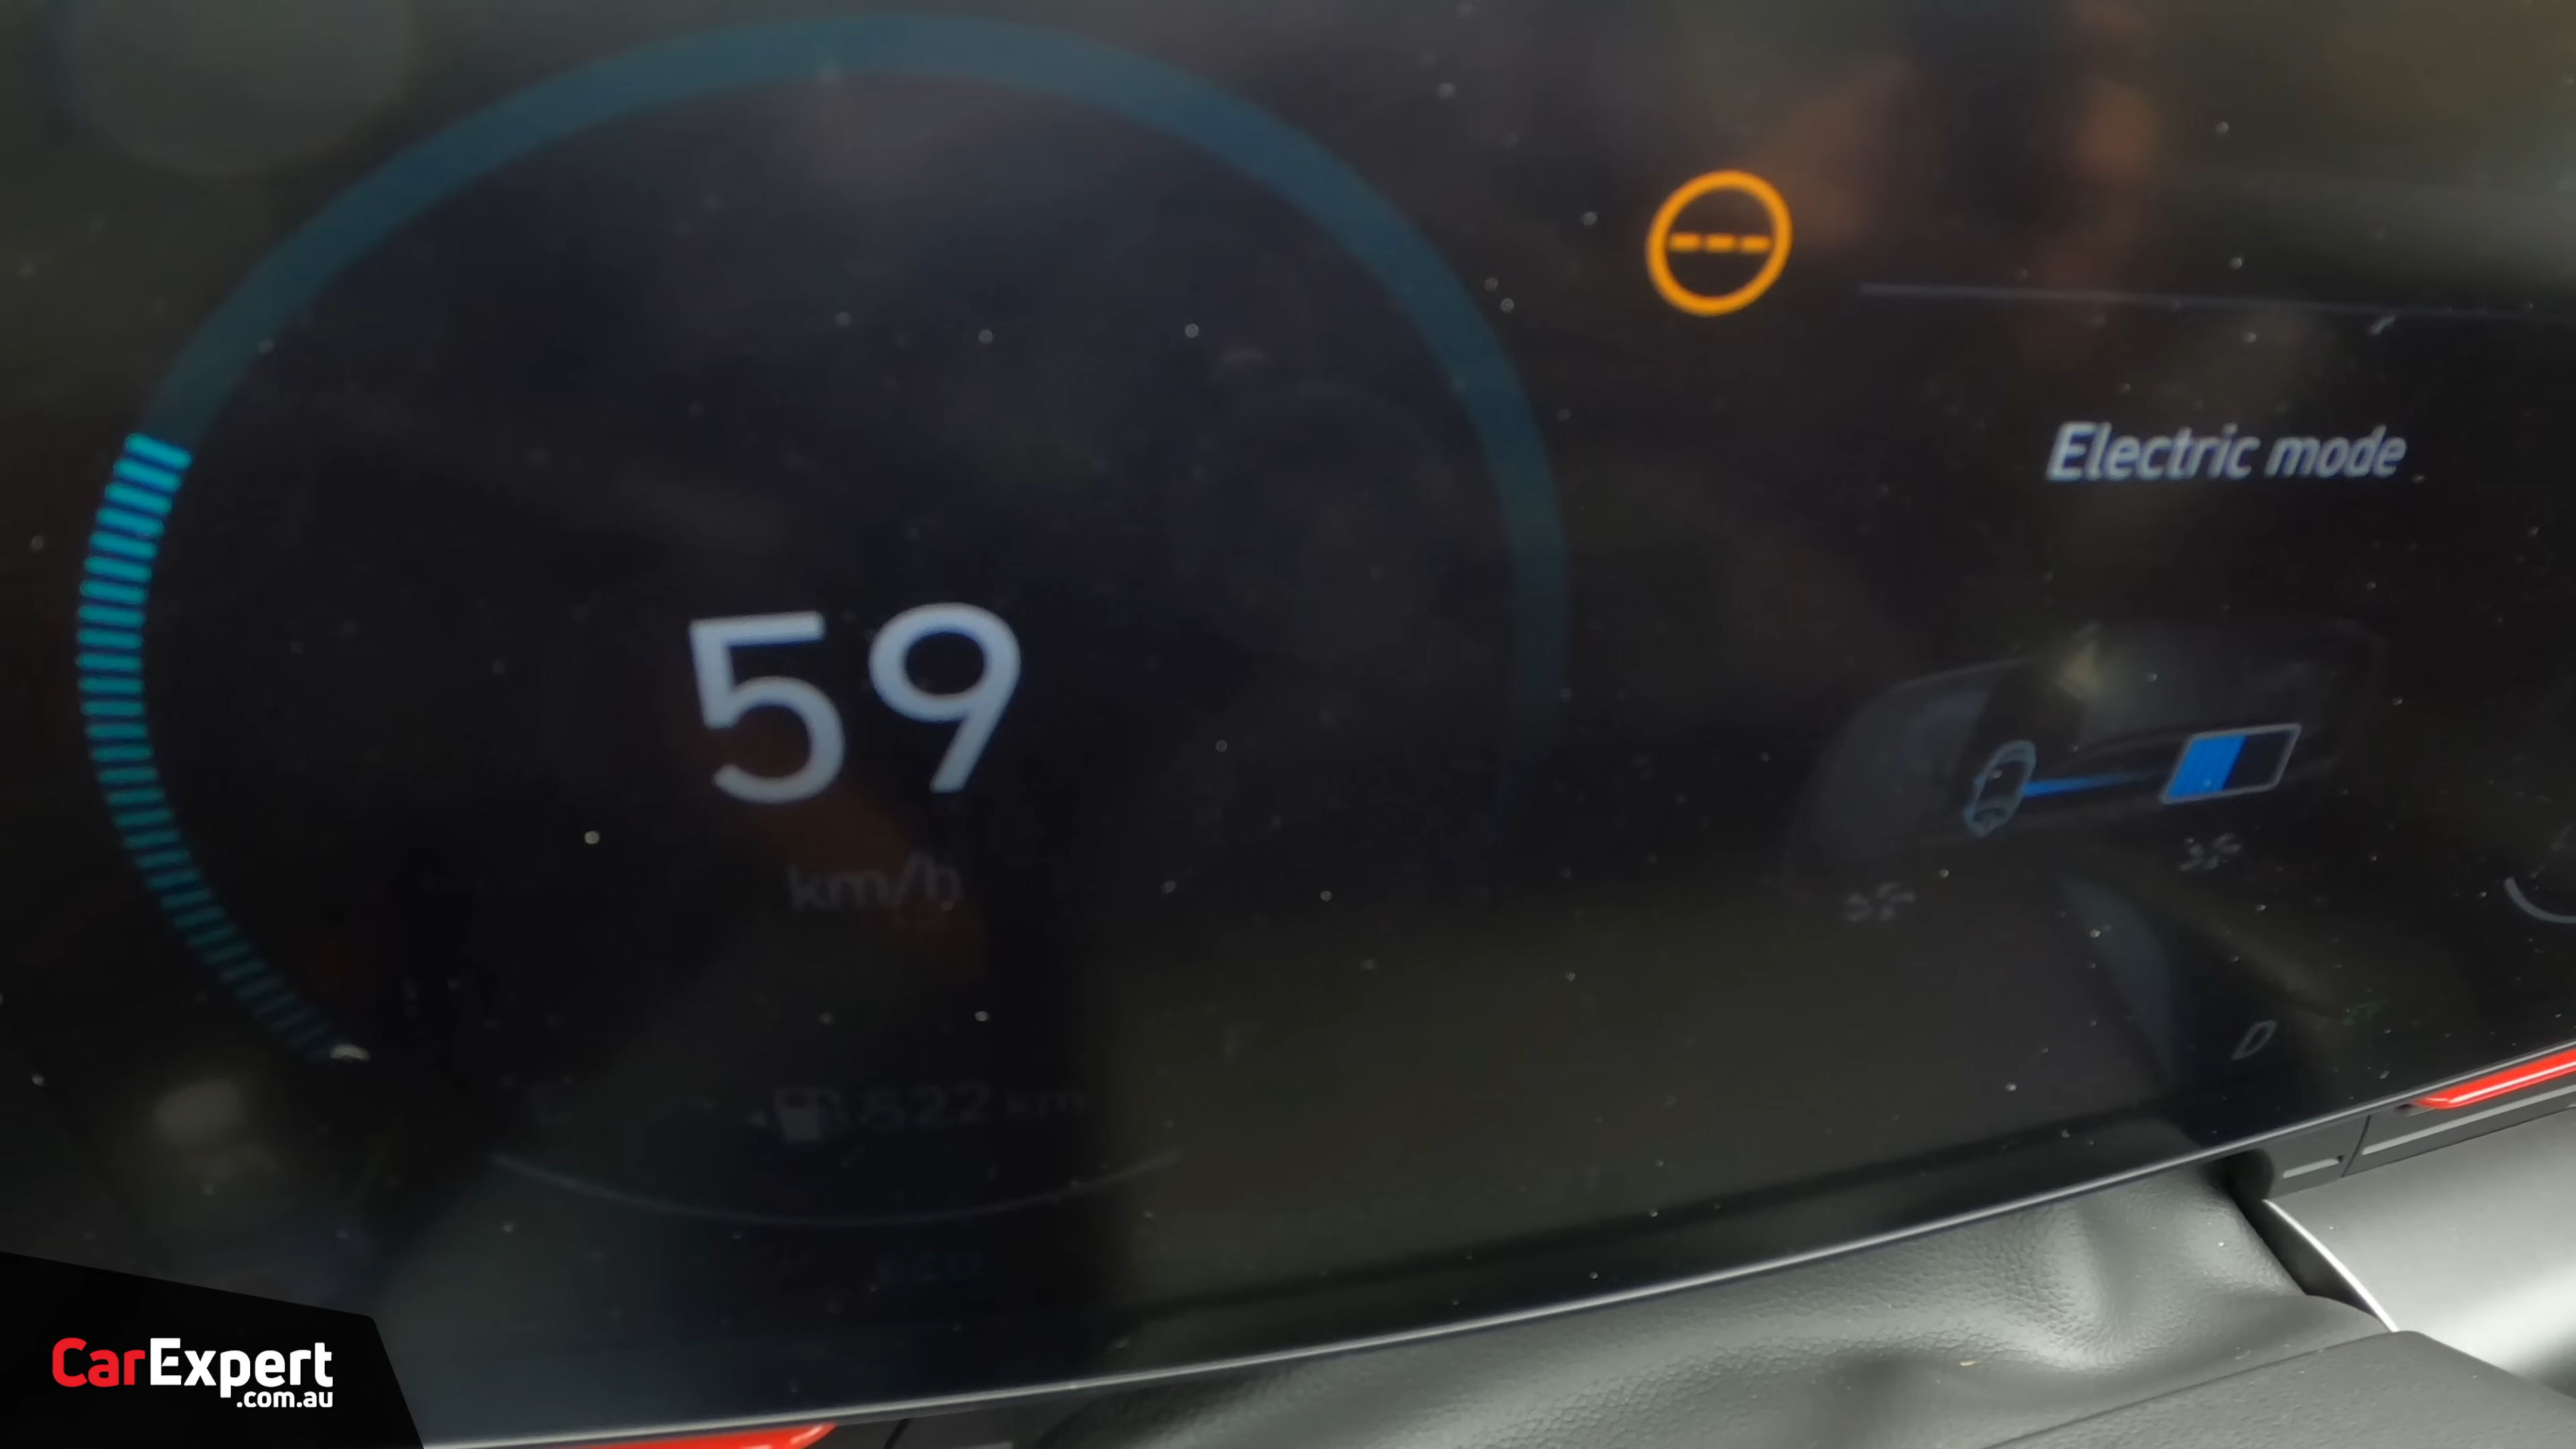 ---
Electric mode
59
km/h
522 km
D
CarExpert
.com.au